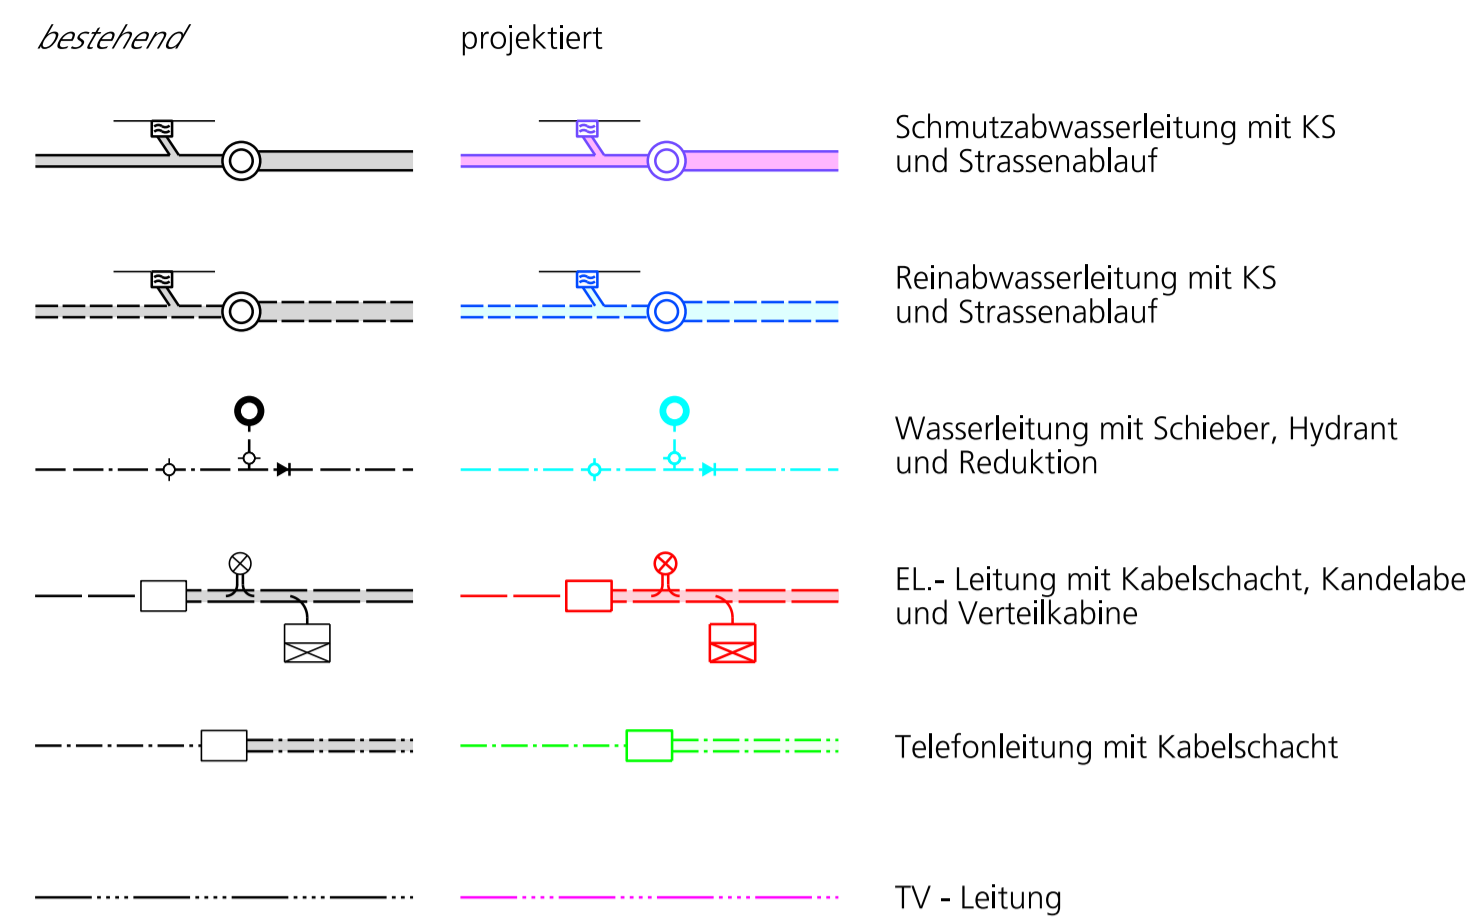 bestehend projektiert
Schmutzabwasserleitung mit KS
und Strassenablauf
Reinabwasserleitung mit KS
und Strassenablauf
Wasserleitung mit Schieber, Hydrant
und Reduktion
EL.- Leitung mit Kabelschacht, Kandelabe
und Verteilkabine
Telefonleitung mit Kabelschacht
TV - Leitung